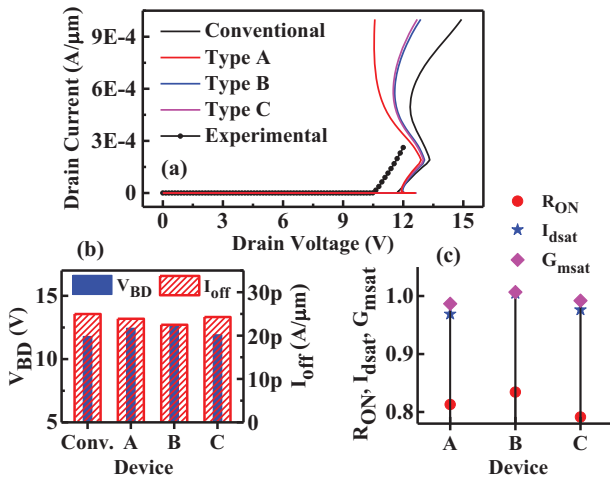 9E-4
6E-4
3E-4
0
Drain Current (A/μm)
Conventional
Type A
Type B
Type C
Experimental
(a)
0 3 6 9 12 15
Drain Voltage (V)
(b)
V_BD I_off
15
10
5
V_BD (V)
30p
20p
10p
0
I_off (A/μm)
Conv. A B C
Device
R_ON
I_dsat
G_msat
(c)
1.0
0.9
0.8
R_ON, I_dsat, G_msat
A B C
Device